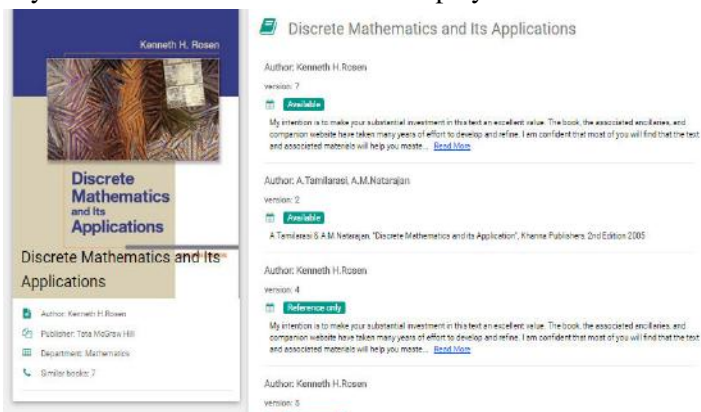 Kenneth H. Rosen
Discrete
Mathematics
and Its
Applications
Discrete Mathematics and Its
Applications
Author: Kenneth H.Rosen
Publisher: Tata McGraw Hill
Department: Mathematics
Similar books: 7
Discrete Mathematics and Its Applications
Author: Kenneth H.Rosen
version: 7
Available
My intention is to make your substantial investment in this text an excellent value. The book, the associated ancillaries, and
companion website have taken many years of effort to develop and refine. I am confident that most of you will find that the text
and associated materials will help you maste... Read More
Author: A.Tamilarasi, A.M.Natarajan
version: 2
Available
A.Tamilarasi & A.M.Natarajan, "Discrete Mathematics and its Application", Khanna Publishers, 2nd Edition 2005
Author: Kenneth H.Rosen
version: 4
Reference only
My intention is to make your substantial investment in this text an excellent value. The book, the associated ancillaries, and
companion website have taken many years of effort to develop and refine. I am confident that most of you will find that the text
and associated materials will help you maste... Read More
Author: Kenneth H.Rosen